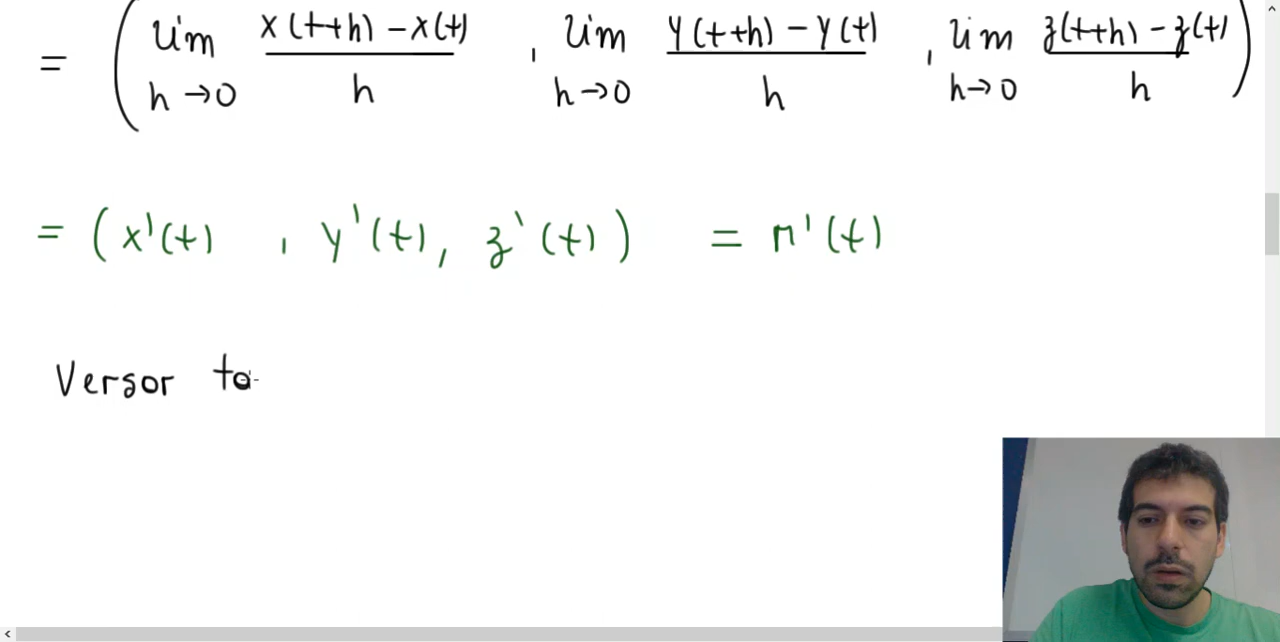 = ( lim h→0 x(t+h) - x(t) / h , lim h→0 y(t+h) - y(t) / h , lim h→0 z(t+h) - z(t) / h )
= ( x'(t) , y'(t), z'(t) ) = r'(t)
Versor ta